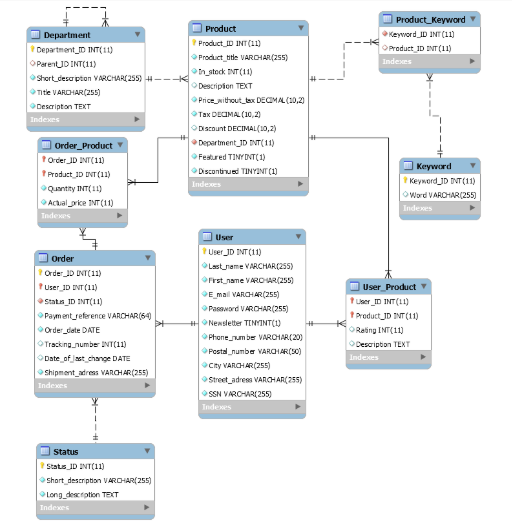 Department
Department_ID INT(11)
Parent_ID INT(11)
Short_description VARCHAR(255)
Title VARCHAR(255)
Description TEXT
Indexes
Product
Product_ID INT(11)
Product_title VARCHAR(255)
In_stock INT(11)
Description TEXT
Price_without_tax DECIMAL(10,2)
Tax DECIMAL(10,2)
Discount DECIMAL(10,2)
Department_ID INT(11)
Featured TINYINT(1)
Discontinued TINYINT(1)
Indexes
Product_Keyword
Keyword_ID INT(11)
Product_ID INT(11)
Indexes
Order_Product
Order_ID INT(11)
Product_ID INT(11)
Quantity INT(11)
Actual_price INT(11)
Indexes
Keyword
Keyword_ID INT(11)
Word VARCHAR(255)
Indexes
Order
Order_ID INT(11)
User_ID INT(11)
Status_ID INT(11)
Payment_reference VARCHAR(64)
Order_date DATE
Tracking_number INT(11)
Date_of_last_change DATE
Shipment_adress VARCHAR(255)
Indexes
User
User_ID INT(11)
Last_name VARCHAR(255)
First_name VARCHAR(255)
E_mail VARCHAR(255)
Password VARCHAR(255)
Newsletter TINYINT(1)
Phone_number VARCHAR(20)
Postal_number VARCHAR(50)
City VARCHAR(255)
Street_adress VARCHAR(255)
SSN VARCHAR(255)
Indexes
User_Product
User_ID INT(11)
Product_ID INT(11)
Rating INT(11)
Description TEXT
Indexes
Status
Status_ID INT(11)
Short_description VARCHAR(255)
Long_description TEXT
Indexes